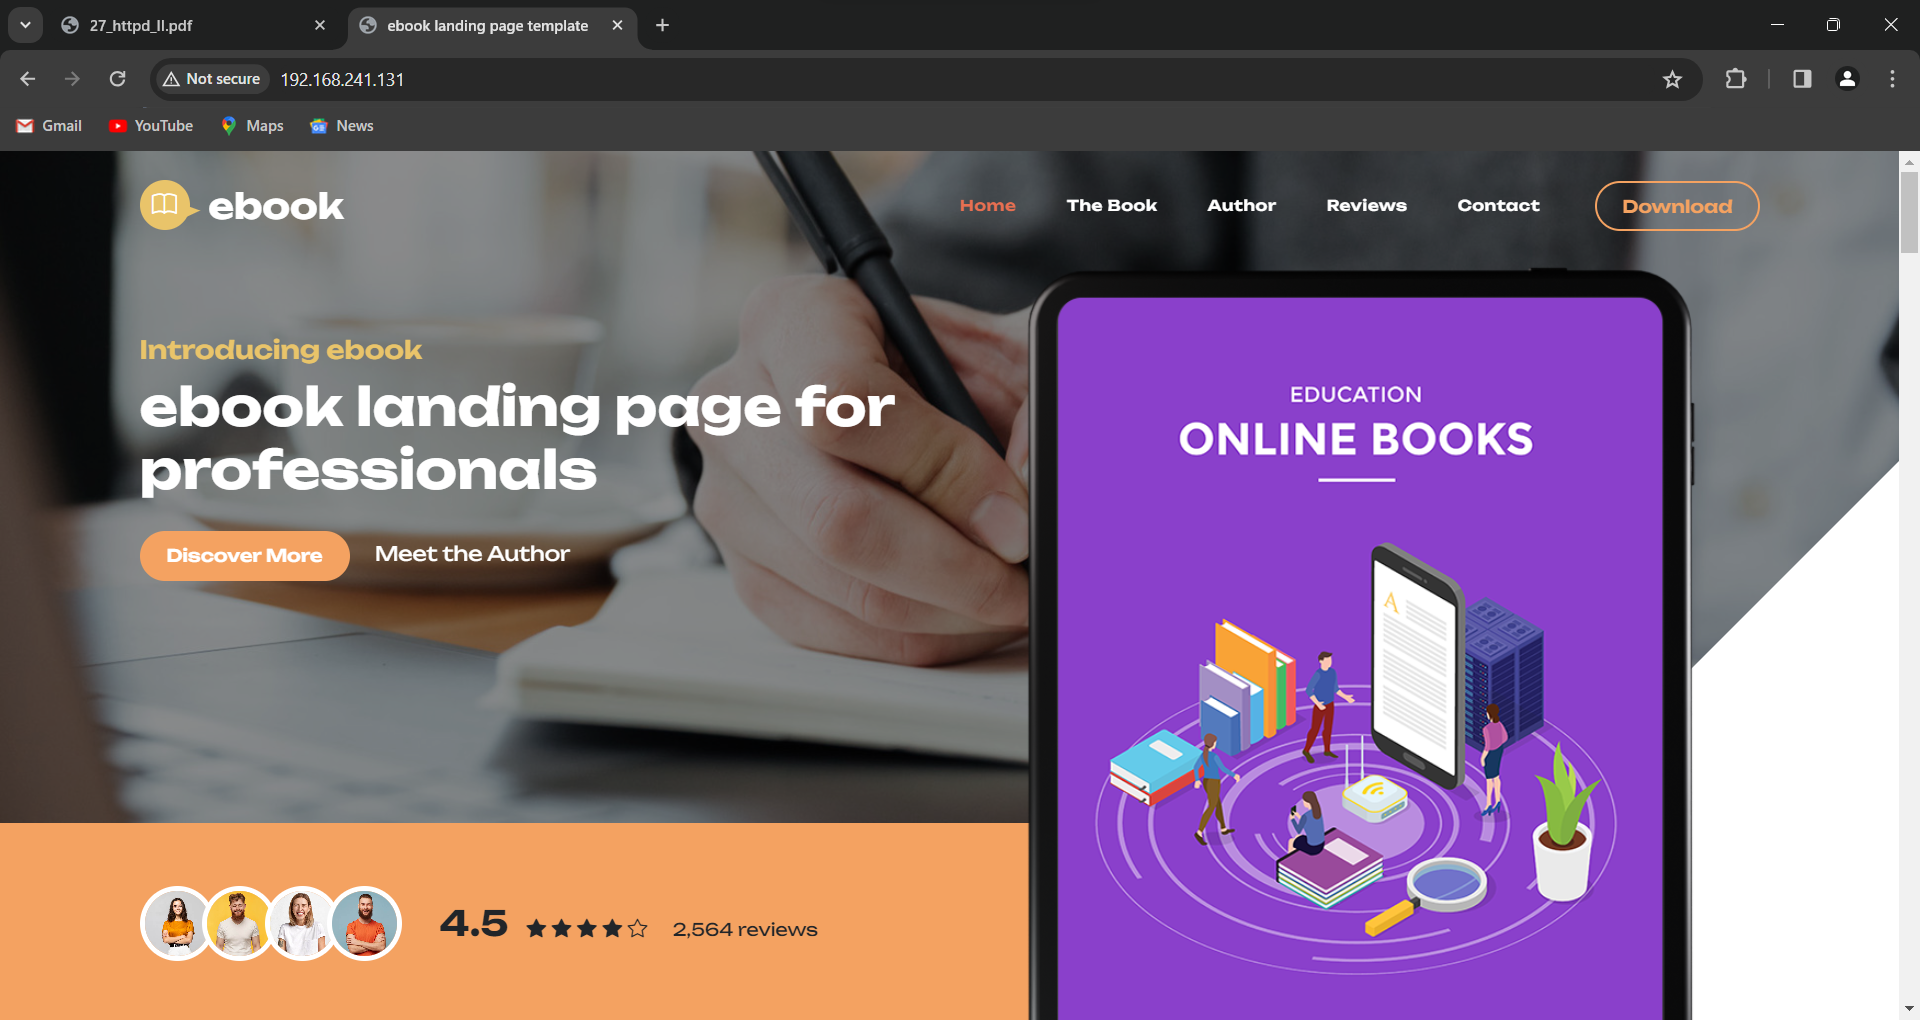 27_httpd_II.pdf
ebook landing page template
Not secure
192.168.241.131
Gmail
YouTube
Maps
News
ebook
Home
The Book
Author
Reviews
Contact
Download
Introducing ebook
ebook landing page for
professionals
Discover More
Meet the Author
EDUCATION
ONLINE BOOKS
A
4.5
2,564 reviews